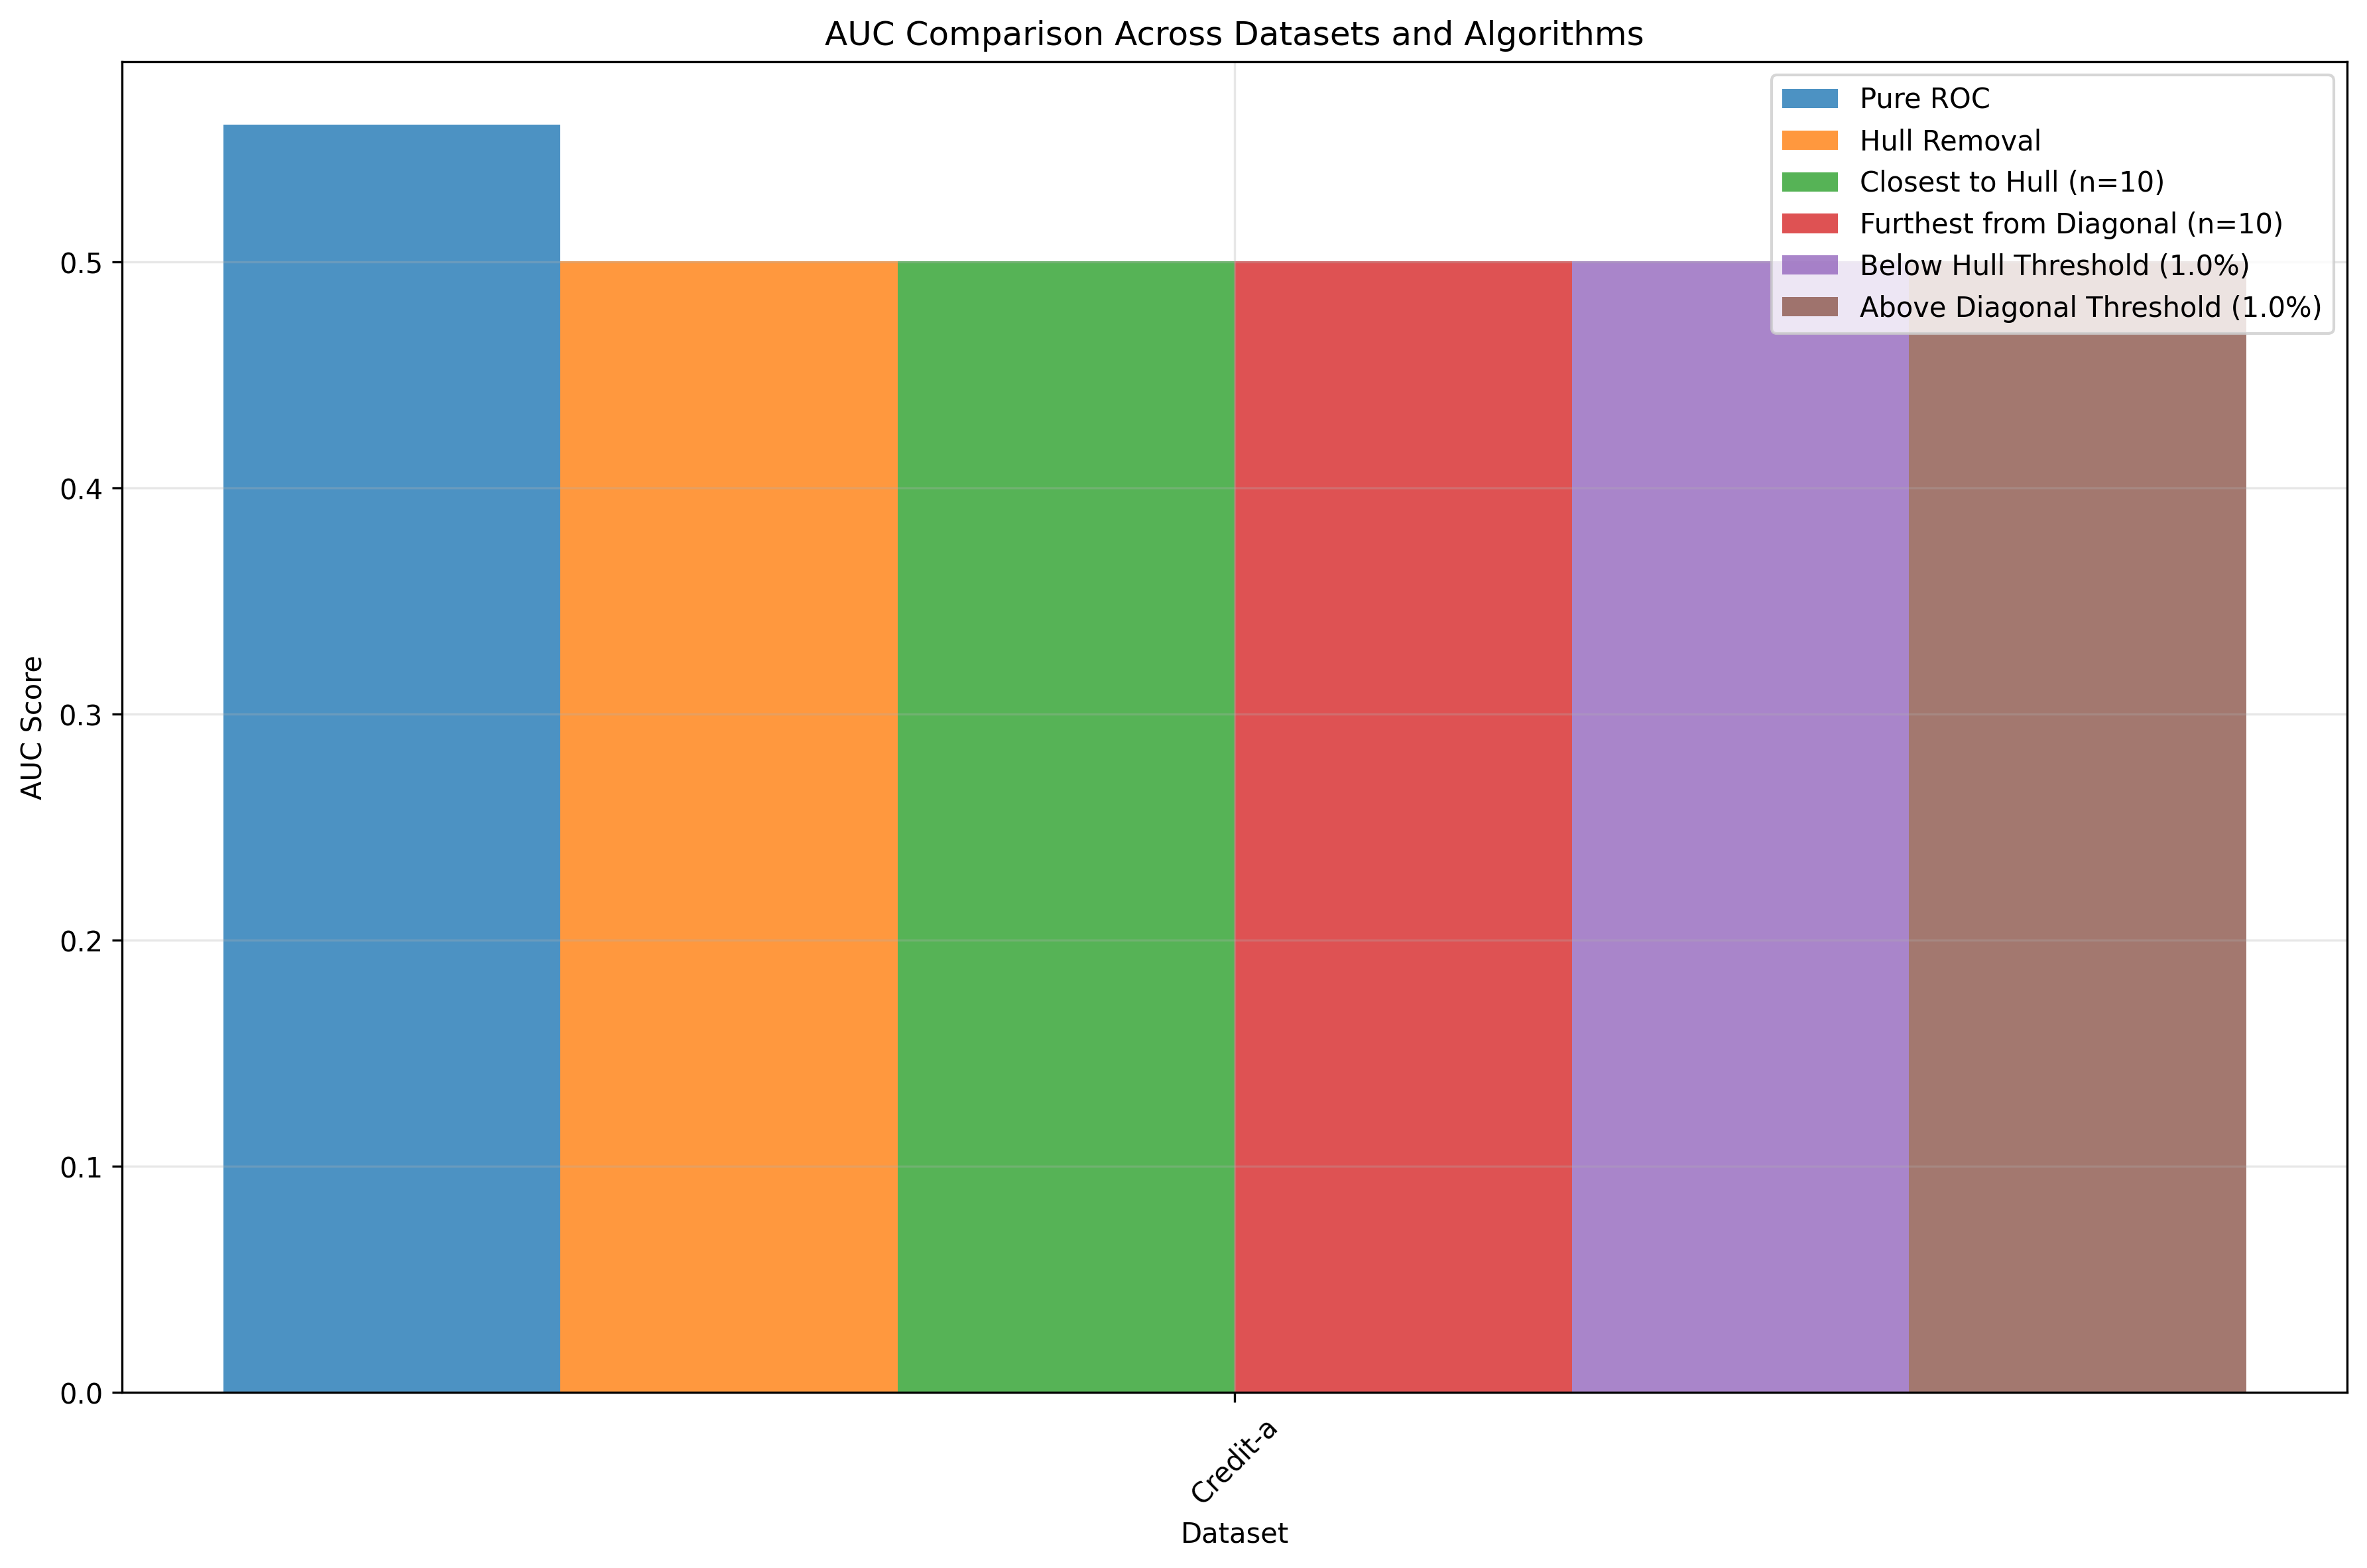 AUC Comparison Across Datasets and Algorithms
Pure ROC
Hull Removal
Closest to Hull (n=10)
Furthest from Diagonal (n=10)
Below Hull Threshold (1.0%)
Above Diagonal Threshold (1.0%)
AUC Score
0.5
0.4
0.3
0.2
0.1
0.0
Credit-a
Dataset